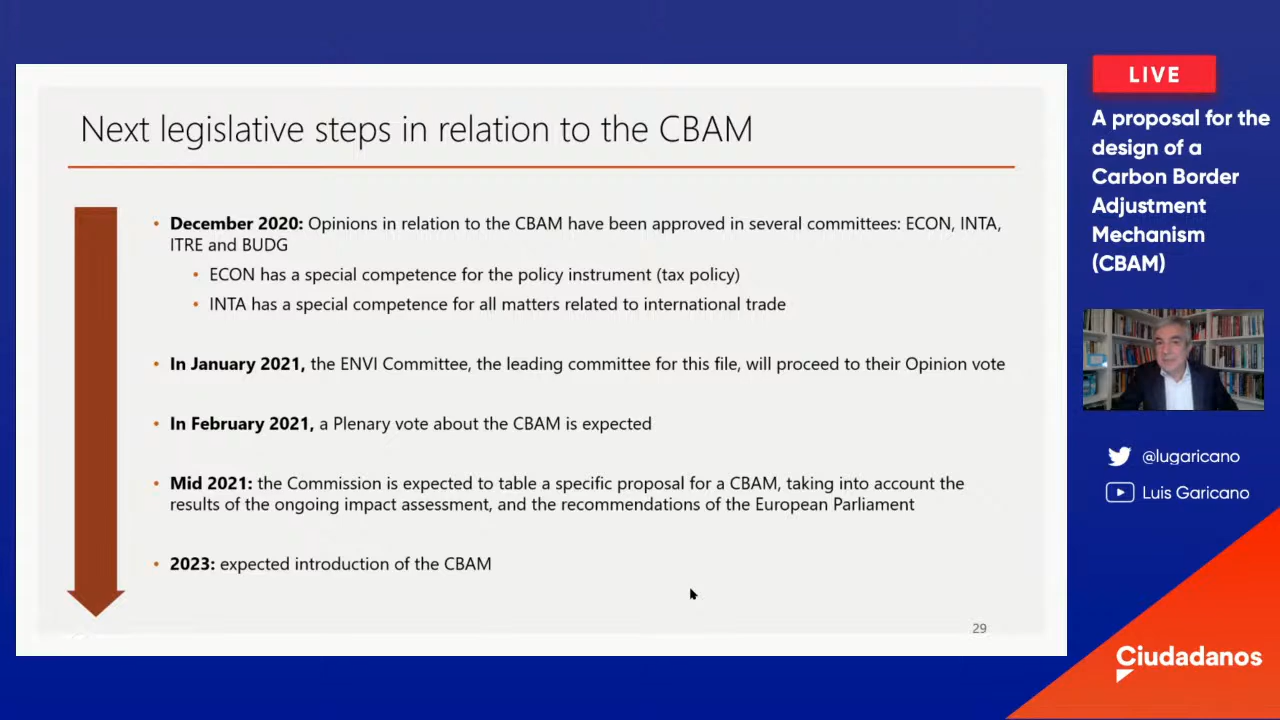 Next legislative steps in relation to the CBAM
• December 2020: Opinions in relation to the CBAM have been approved in several committees: ECON, INTA,
ITRE and BUDG
• ECON has a special competence for the policy instrument (tax policy)
• INTA has a special competence for all matters related to international trade
• In January 2021, the ENVI Committee, the leading committee for this file, will proceed to their Opinion vote
• In February 2021, a Plenary vote about the CBAM is expected
• Mid 2021: the Commission is expected to table a specific proposal for a CBAM, taking into account the
results of the ongoing impact assessment, and the recommendations of the European Parliament
• 2023: expected introduction of the CBAM
29
LIVE
A proposal for the
design of a
Carbon Border
Adjustment
Mechanism
(CBAM)
@lugaricano
Luis Garicano
Ciudadanos